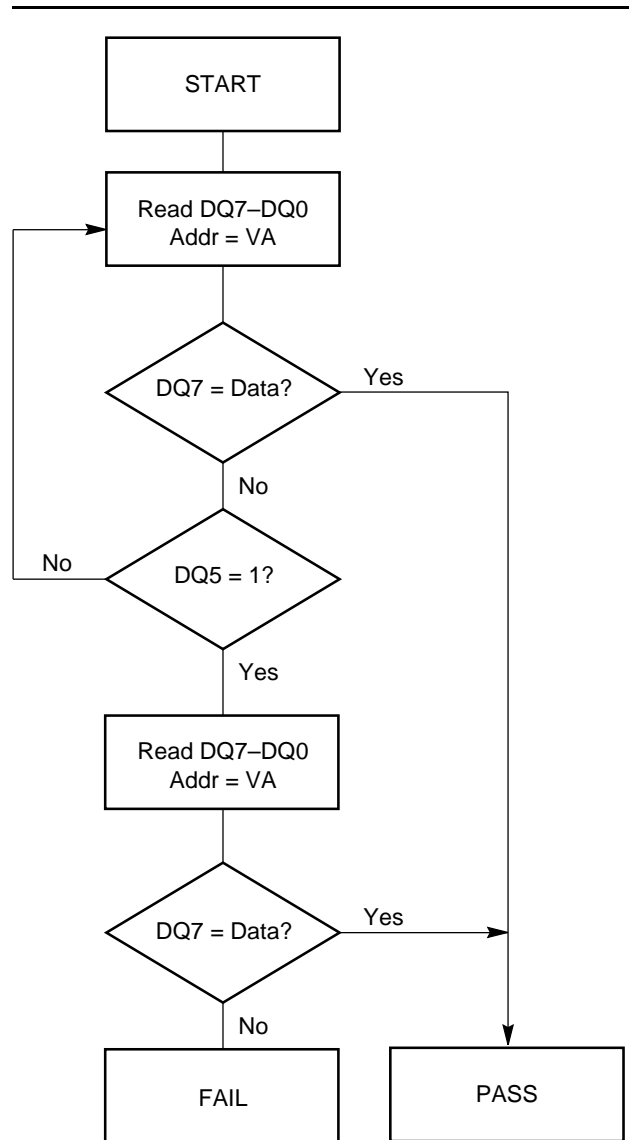 START
Read DQ7–DQ0
Addr = VA
DQ7 = Data?
Yes
No
DQ5 = 1?
No
Yes
Read DQ7–DQ0
Addr = VA
DQ7 = Data?
Yes
No
FAIL
PASS